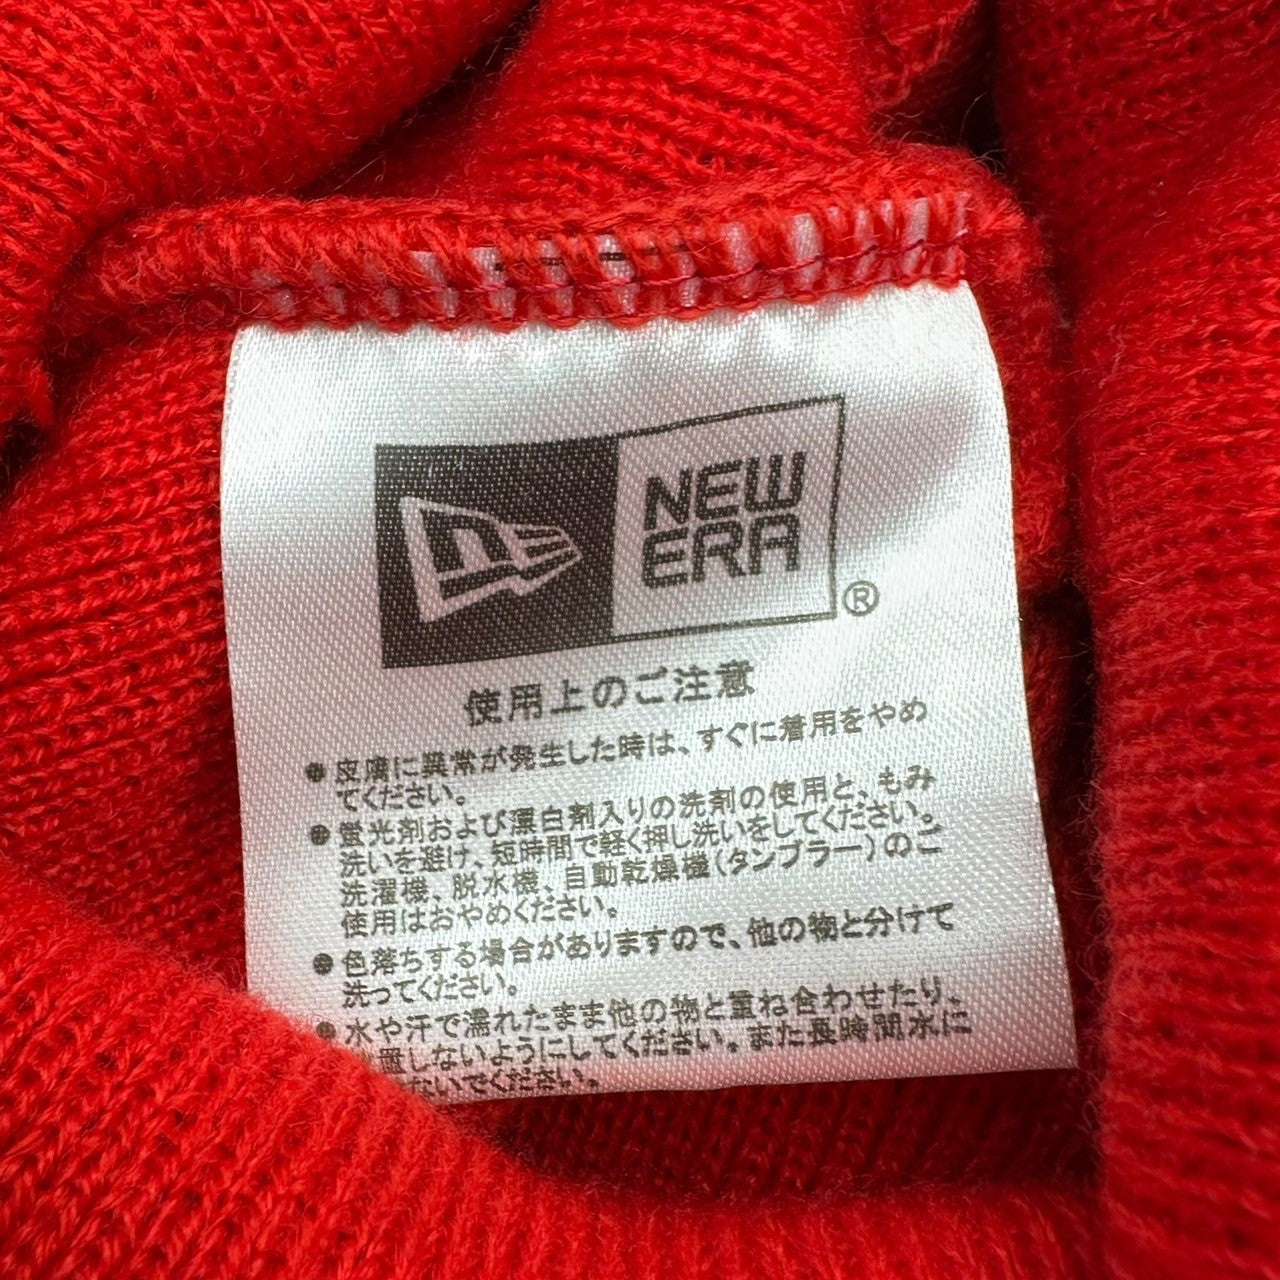 NEW
ERA
®
使用上のご注意
●皮膚に異常が発生した時は、すぐに着用をやめ
てください。
●蛍光剤および漂白剤入りの洗剤の使用と、もみ
洗いを避け、短時間で軽く押し洗いをしてください。
洗濯機、脱水機、自動乾燥機(タンブラー)のご
使用はおやめください。
●色落ちする場合がありますので、他の物と分けて
洗ってください。
●水や汗で濡れたまま他の物と重ね合わせたり、
置しないようにしてください。また長時間水に
ないでください。